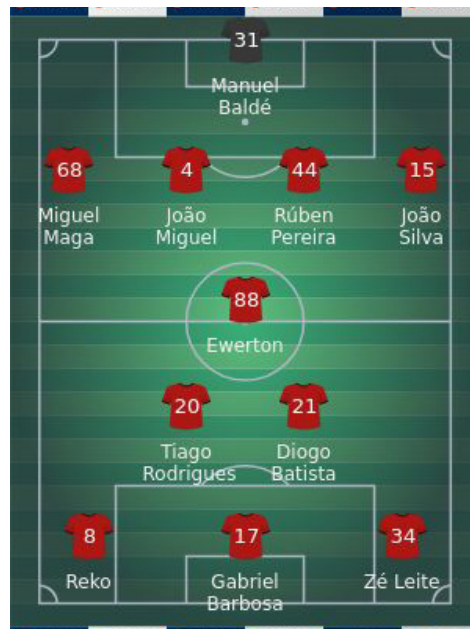 31
Manuel
Baldé
68 4 44 15
Miguel João Rúben João
Maga Miguel Pereira Silva
88
Ewerton
20 21
Tiago Diogo
Rodrigues Batista
8 17 34
Reko Gabriel Zé Leite
Barbosa